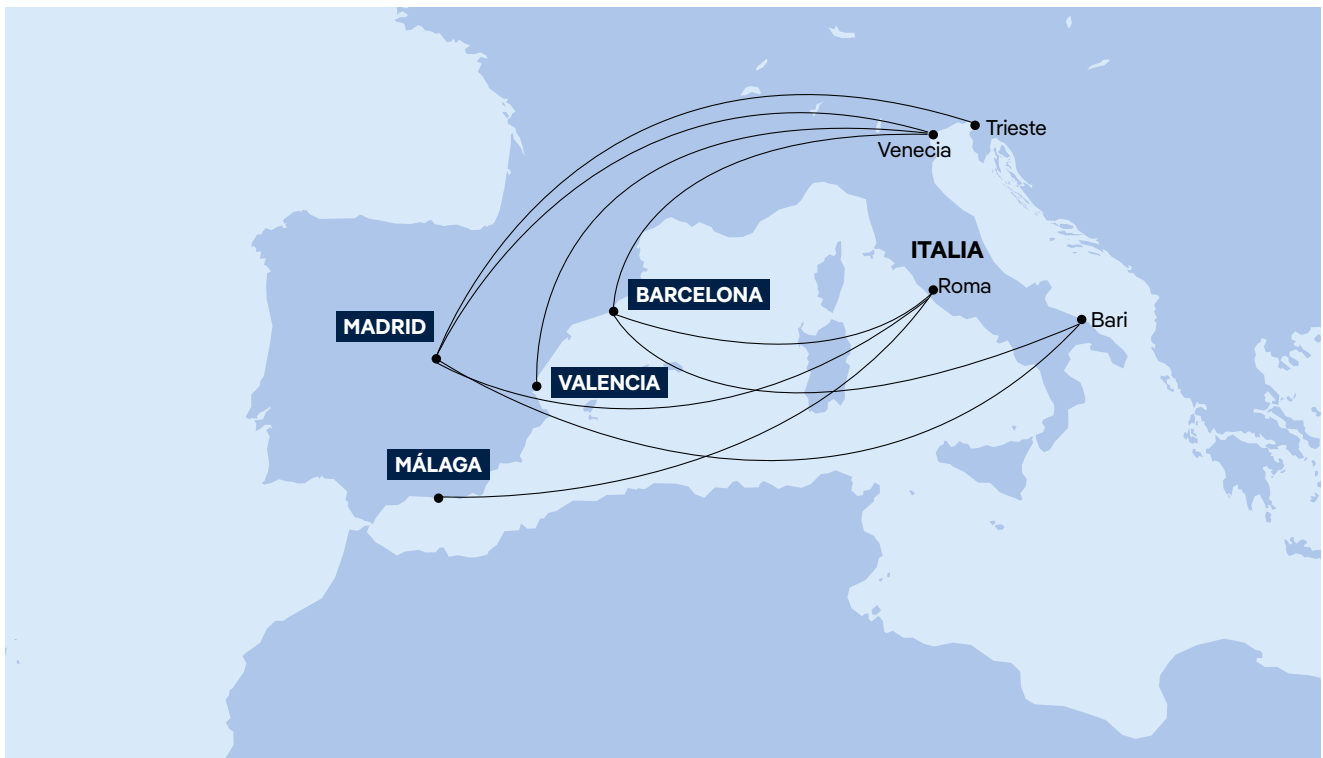 Trieste
Venecia
ITALIA
Roma
BARCELONA
Bari
MADRID
VALENCIA
MÁLAGA